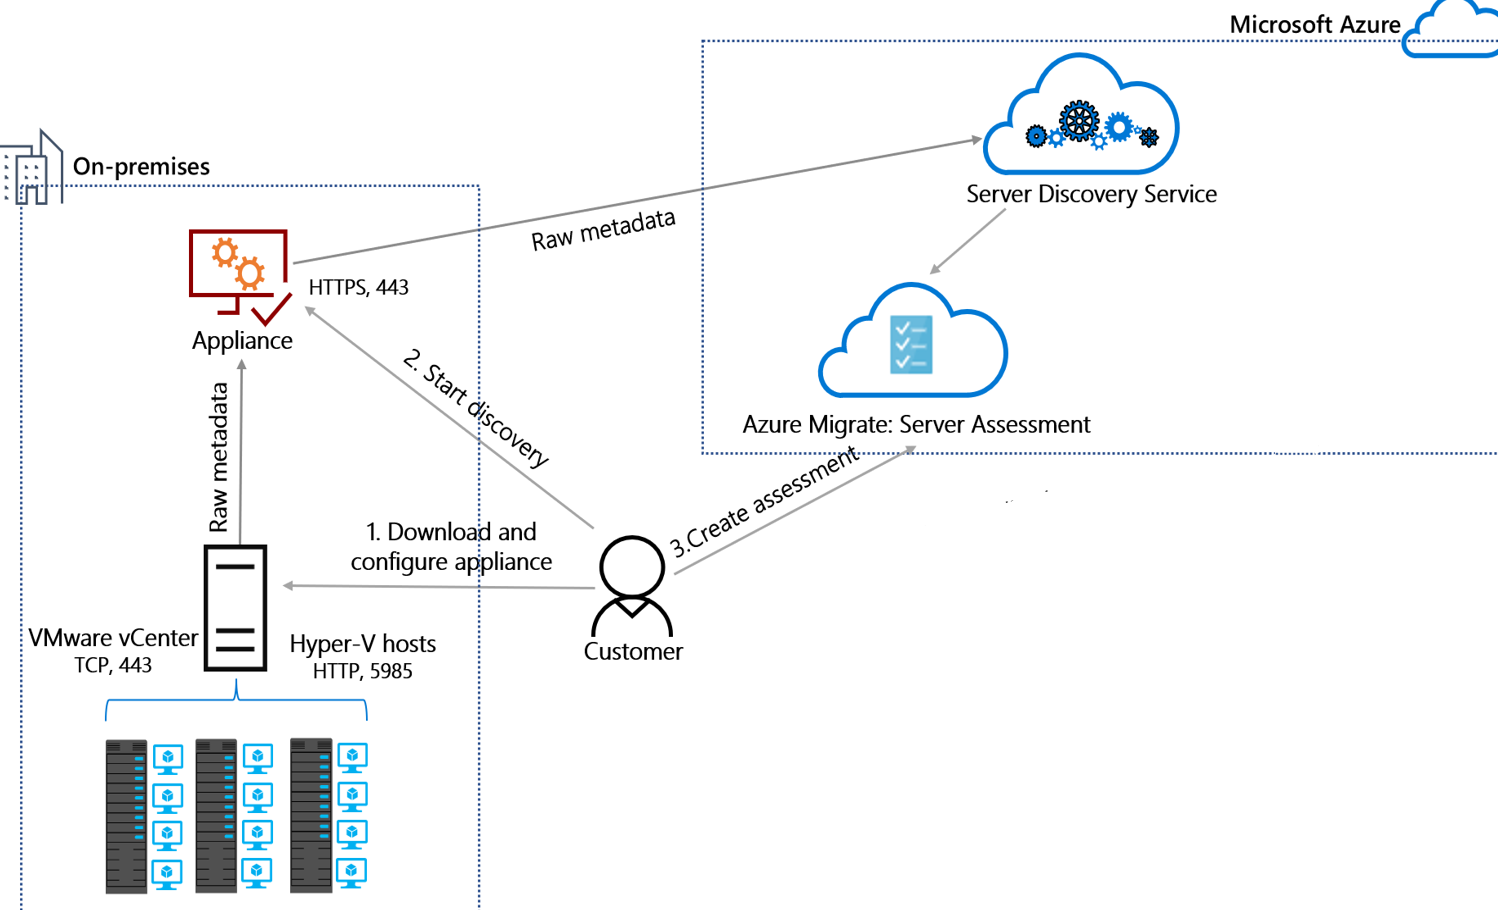 Microsoft Azure
On-premises
Server Discovery Service
Raw metadata
HTTPS, 443
Appliance
2. Start discovery
Raw metadata
Azure Migrate: Server Assessment
3.Create assessment
1. Download and
configure appliance
VMware vCenter
TCP, 443
Hyper-V hosts
HTTP, 5985
Customer